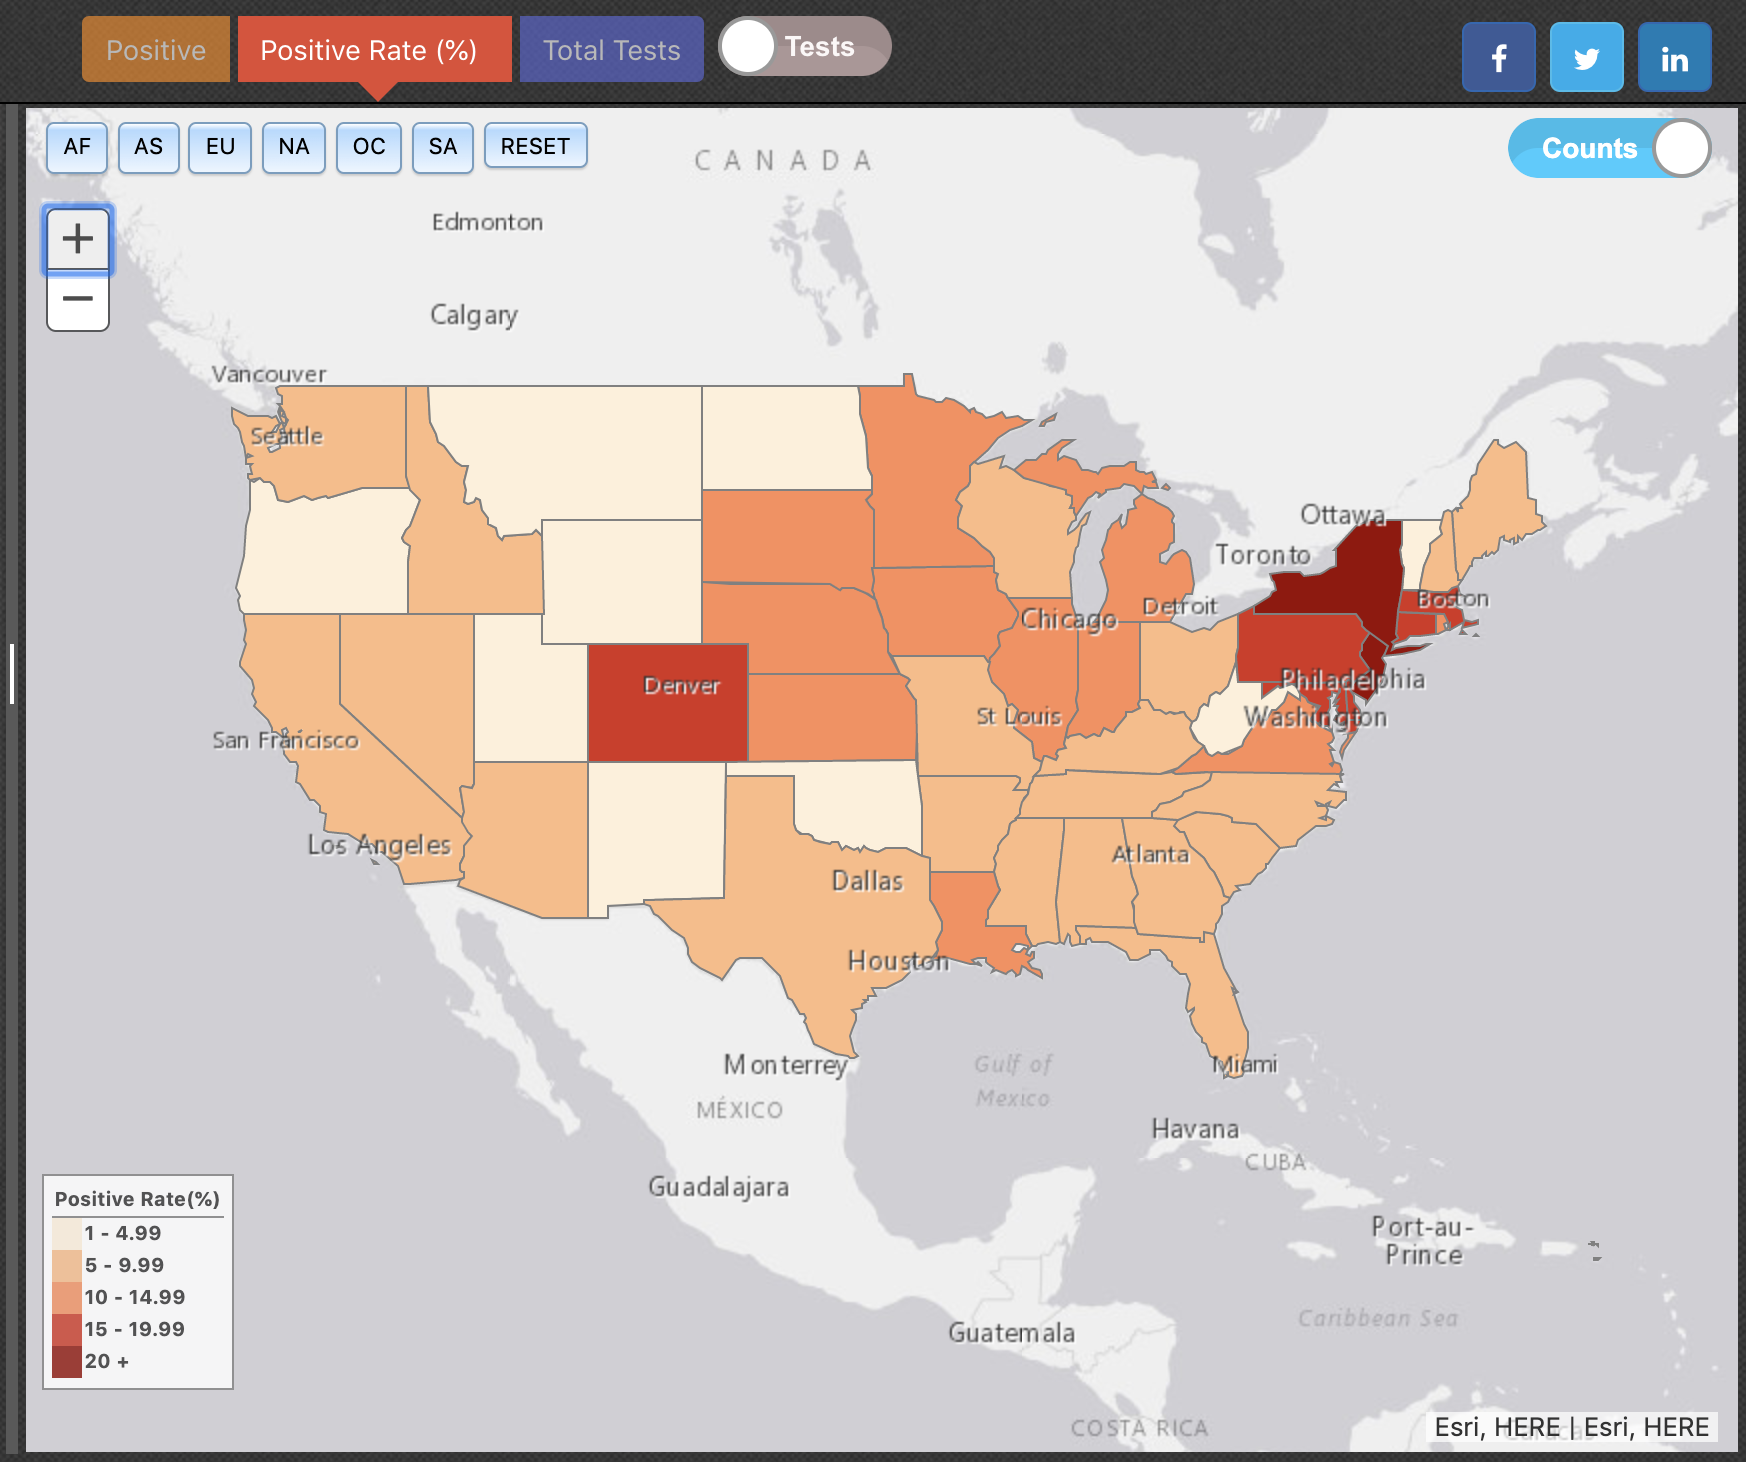 Positive
Positive Rate (%)
Total Tests
Tests
f
in
AF
AS
EU
NA
OC
SA
RESET
Counts
+
−
CANADA
Edmonton
Calgary
Vancouver
Seattle
Ottawa
Toronto
Boston
Chicago
Detroit
Denver
Philadelphia
St Louis
Washington
San Francisco
Los Angeles
Atlanta
Dallas
Houston
Monterrey
Gulf of
Mexico
Miami
MÉXICO
Havana
CUBA
Guadalajara
Port-au-
Prince
Caribbean Sea
Guatemala
COSTA RICA
Caracas
Positive Rate(%)
1 - 4.99
5 - 9.99
10 - 14.99
15 - 19.99
20 +
Esri, HERE | Esri, HERE